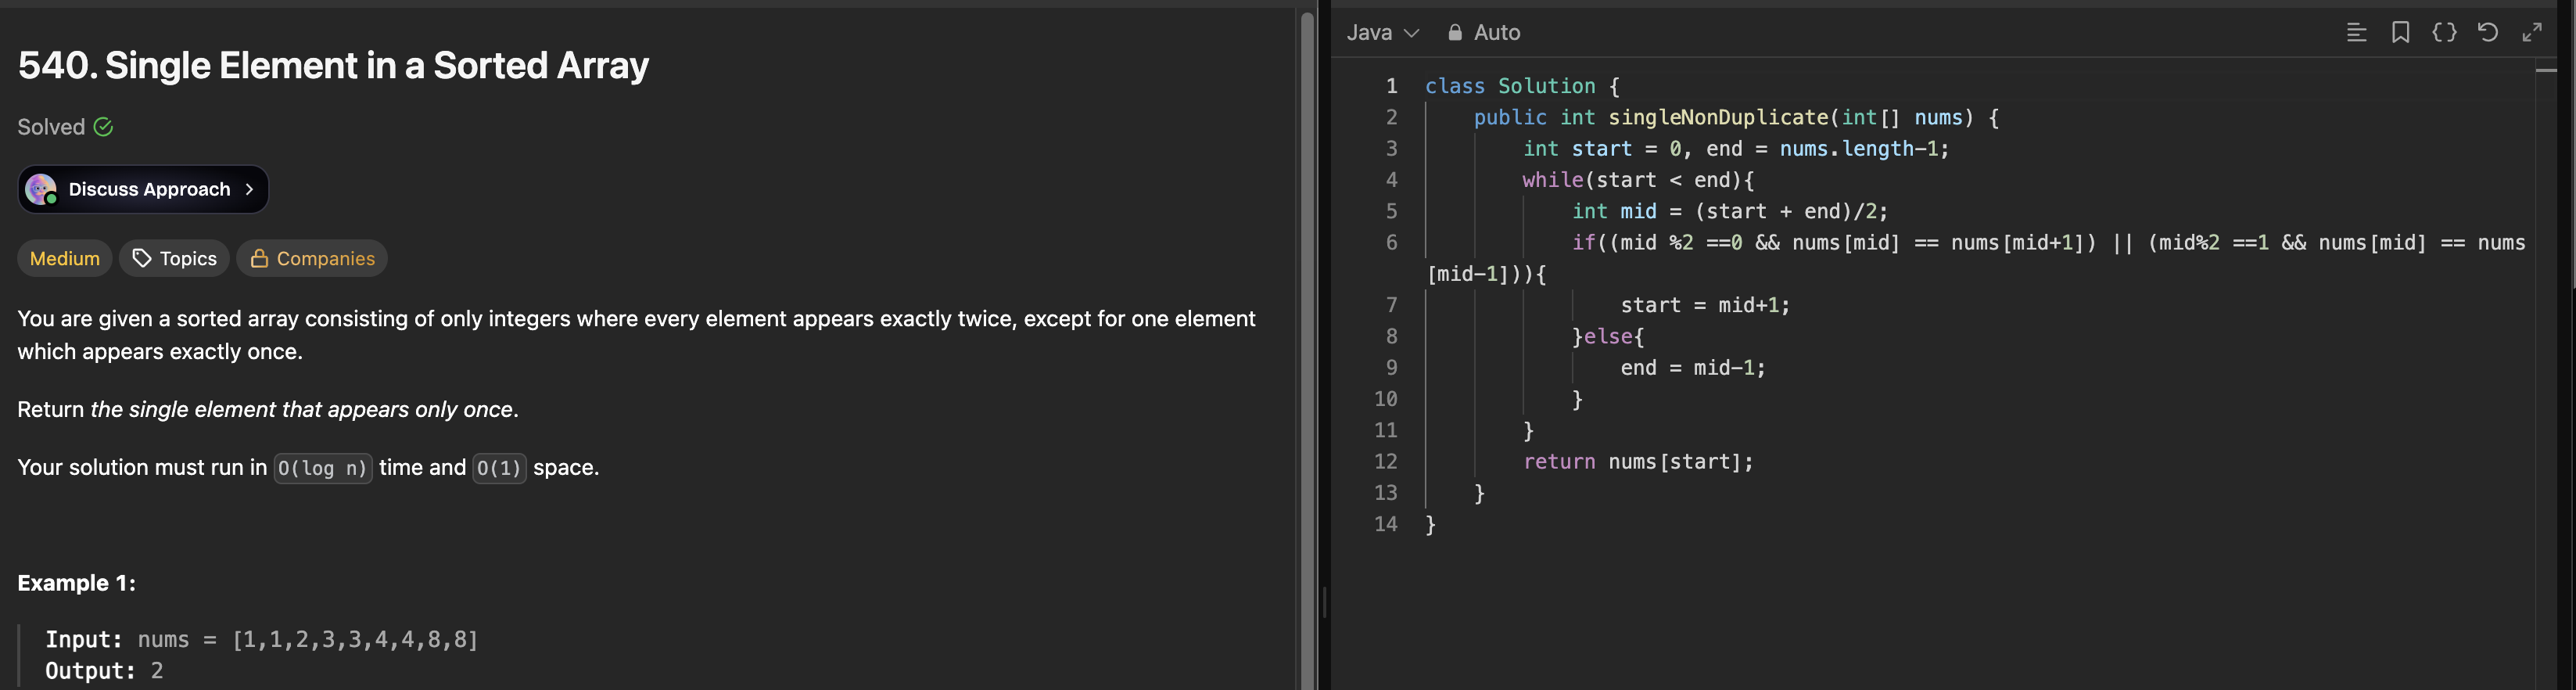 540. Single Element in a Sorted Array
Solved
Discuss Approach
Medium Topics Companies
You are given a sorted array consisting of only integers where every element appears exactly twice, except for one element
which appears exactly once.
Return the single element that appears only once.
Your solution must run in O(log n) time and O(1) space.
Example 1:
Input: nums = [1,1,2,3,3,4,4,8,8]
Output: 2
Java Auto
1 class Solution {
2 public int singleNonDuplicate(int[] nums) {
3 int start = 0, end = nums.length-1;
4 while(start < end){
5 int mid = (start + end)/2;
6 if((mid %2 ==0 && nums[mid] == nums[mid+1]) || (mid%2 ==1 && nums[mid] == nums
[mid-1])){
7 start = mid+1;
8 }else{
9 end = mid-1;
10 }
11 }
12 return nums[start];
13 }
14 }